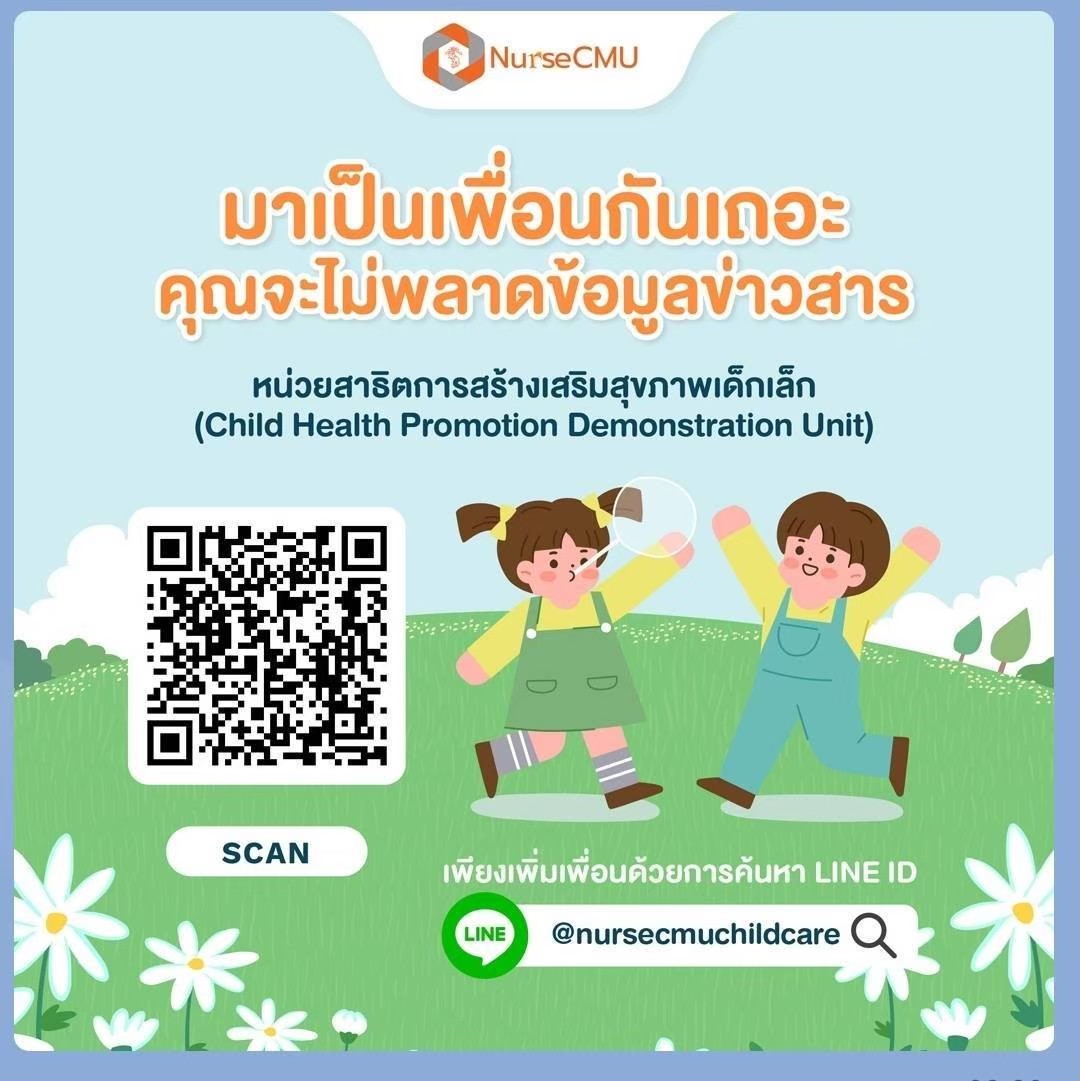 NurseCMU
มาเป็นเพื่อนกันเถอะ
คุณจะไม่พลาดข้อมูลข่าวสาร
หน่วยสาธิตการสร้างเสริมสุขภาพเด็กเล็ก
(Child Health Promotion Demonstration Unit)
SCAN
เพียงเพิ่มเพื่อนด้วยการค้นหา LINE ID
LINE @nursecmuchildcare